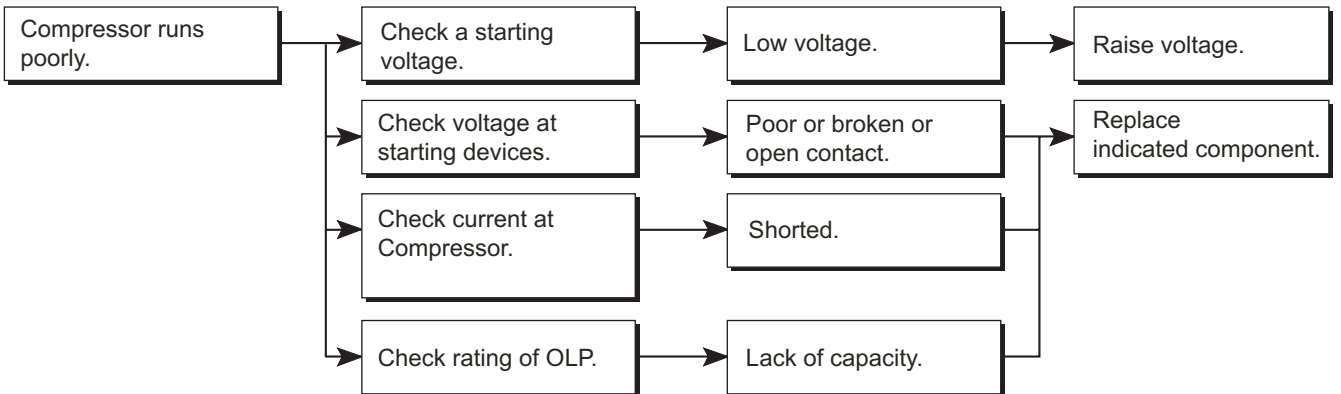 Compressor runs
poorly.
Check a starting
voltage.
Low voltage.
Raise voltage.
Check voltage at
starting devices.
Poor or broken or
open contact.
Replace
indicated component.
Check current at
Compressor.
Shorted.
Check rating of OLP.
Lack of capacity.